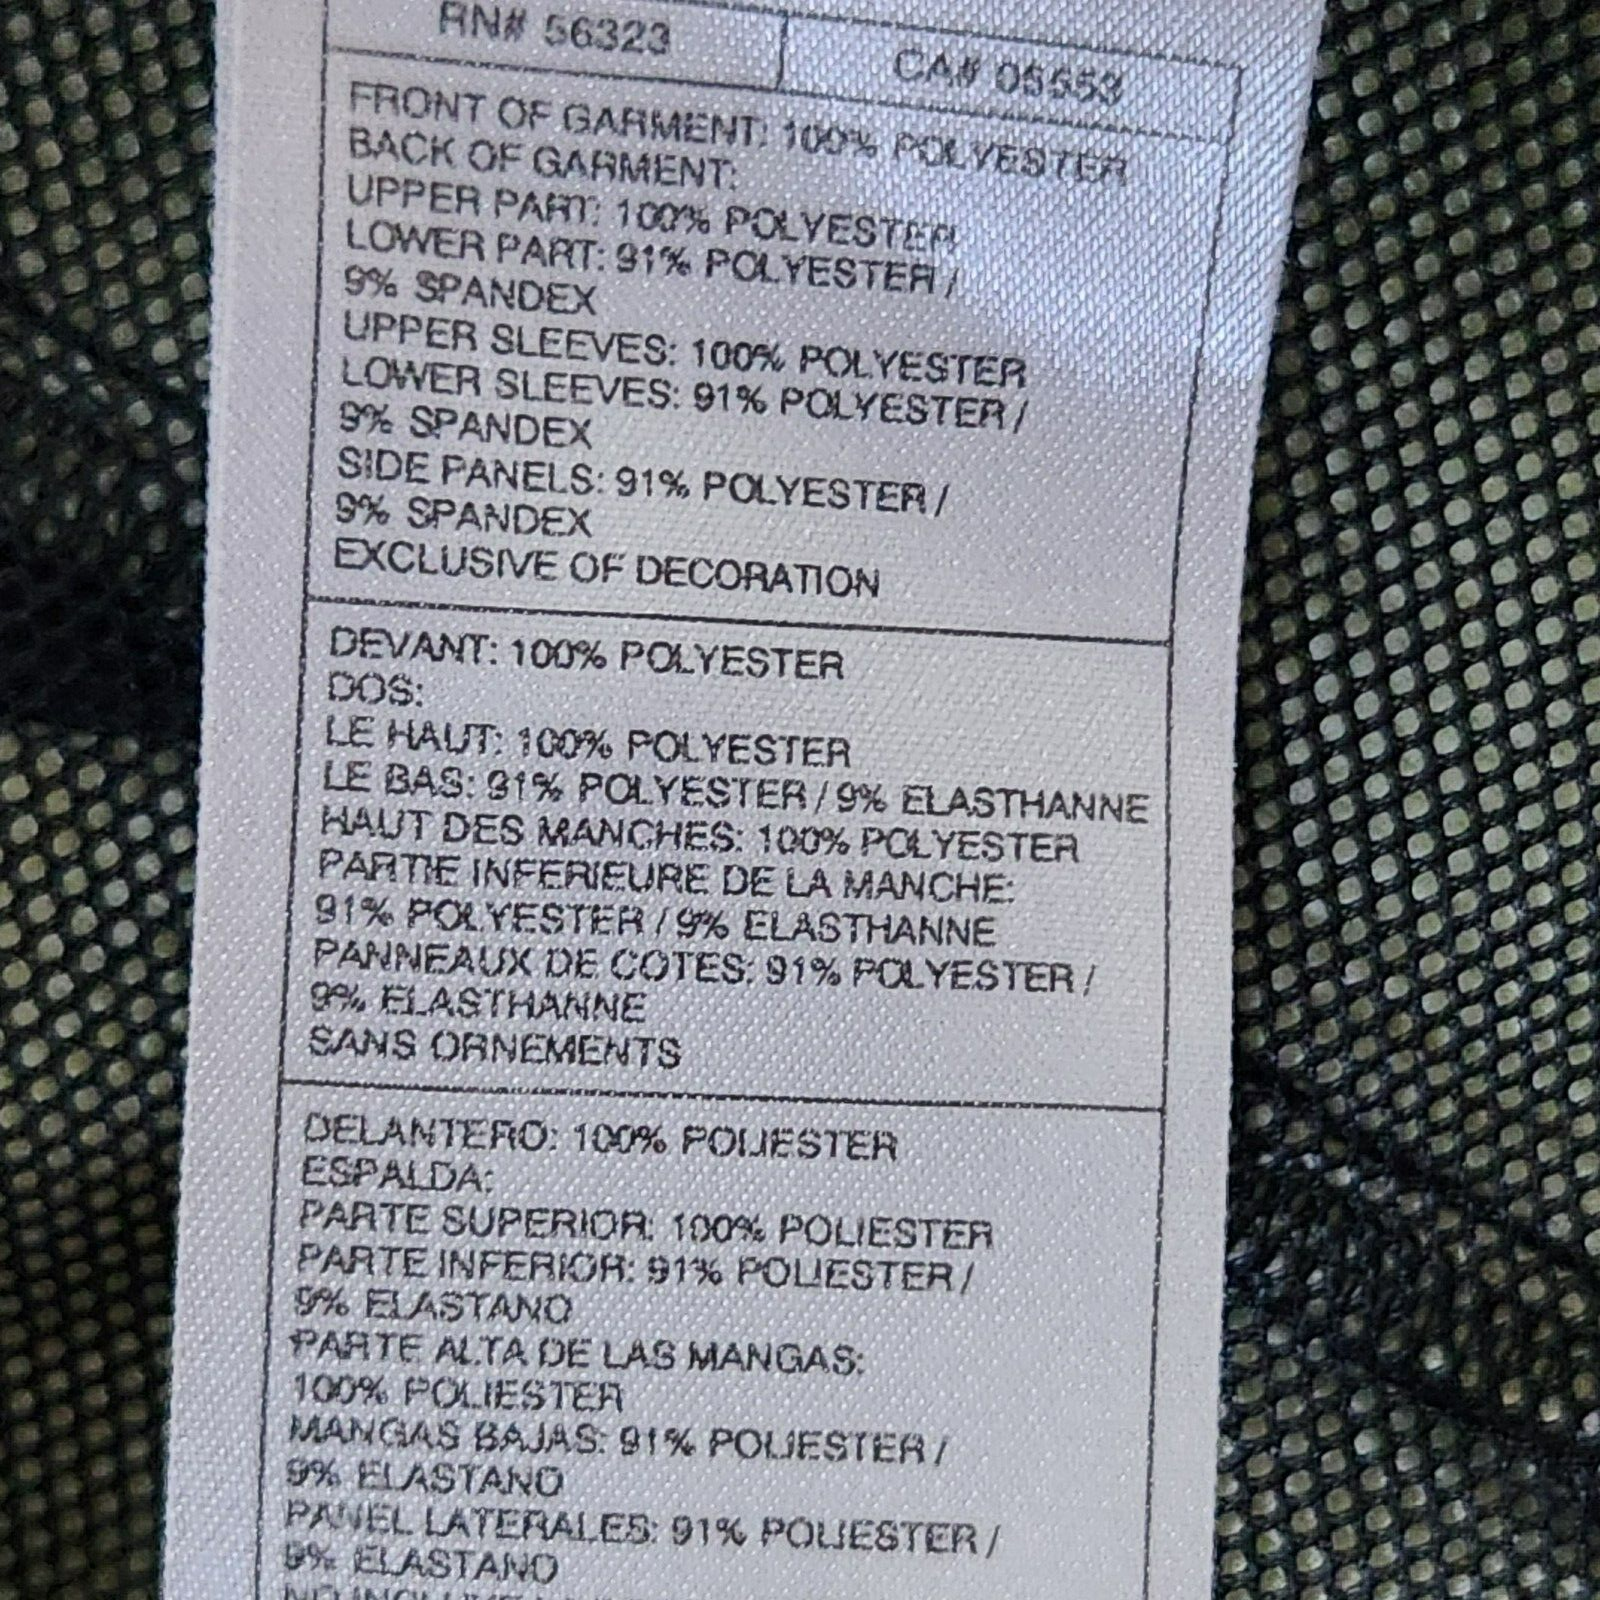 RN# 56323
CA# 05553
FRONT OF GARMENT: 100% POLYESTER
BACK OF GARMENT:
UPPER PART: 100% POLYESTER
LOWER PART: 91% POLYESTER /
9% SPANDEX
UPPER SLEEVES: 100% POLYESTER
LOWER SLEEVES: 91% POLYESTER /
9% SPANDEX
SIDE PANELS: 91% POLYESTER /
9% SPANDEX
EXCLUSIVE OF DECORATION
DEVANT: 100% POLYESTER
DOS:
LE HAUT: 100% POLYESTER
LE BAS: 91% POLYESTER / 9% ELASTHANNE
HAUT DES MANCHES: 100% POLYESTER
PARTIE INFERIEURE DE LA MANCHE:
91% POLYESTER / 9% ELASTHANNE
PANNEAUX DE COTES: 91% POLYESTER /
9% ELASTHANNE
SANS ORNEMENTS
DELANTERO: 100% POLIESTER
ESPALDA:
PARTE SUPERIOR: 100% POLIESTER
PARTE INFERIOR: 91% POLIESTER /
9% ELASTANO
PARTE ALTA DE LAS MANGAS:
100% POLIESTER
MANGAS BAJAS: 91% POLIESTER /
9% ELASTANO
PANEL LATERALES: 91% POLIESTER /
9% ELASTANO